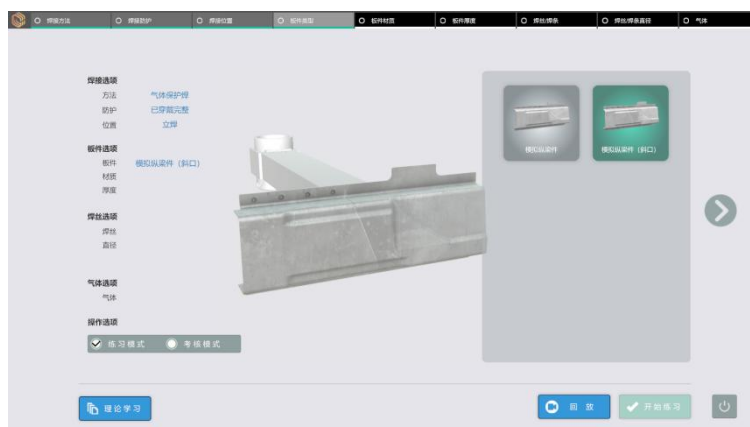 焊接方法
焊接防护
焊接位置
板件类型
板件材质
板件厚度
焊丝/焊条
焊丝/焊条直径
气体
焊接选项
方法 气体保护焊
防护 已穿戴完整
位置 立焊
板件选项
板件 模拟纵梁件（斜口）
材质
厚度
焊丝选项
焊丝
直径
气体选项
气体
操作选项
练习模式 考核模式
模拟纵梁件
模拟纵梁件（斜口）
理论学习
回放
开始练习